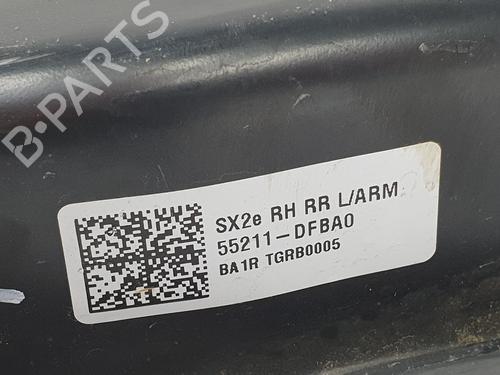 B-PARTS
SX2e RH RR L/ARM
55211-DFBA0
BA1R TGRB0005